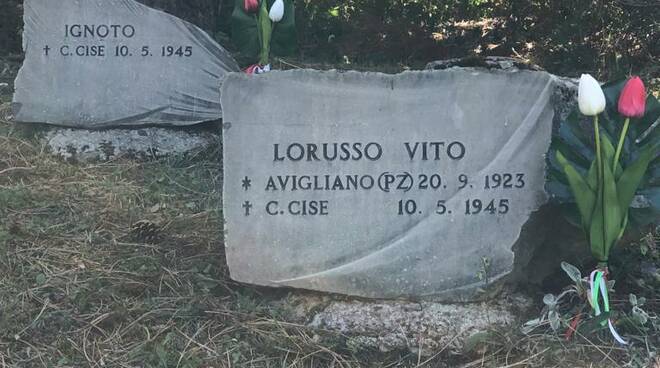 IGNOTO
† C. CISE 10. 5. 1945
LORUSSO VITO
* AVIGLIANO (PZ) 20. 9. 1923
† C. CISE 10. 5. 1945